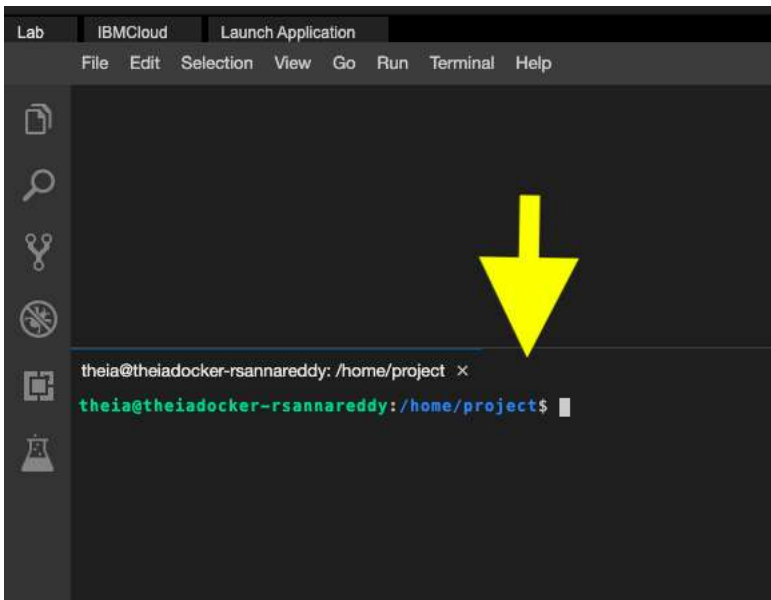 Lab IBMCloud Launch Application
File Edit Selection View Go Run Terminal Help
theia@theiadocker-rsannareddy: /home/project ×
theia@theiadocker-rsannareddy:/home/project$